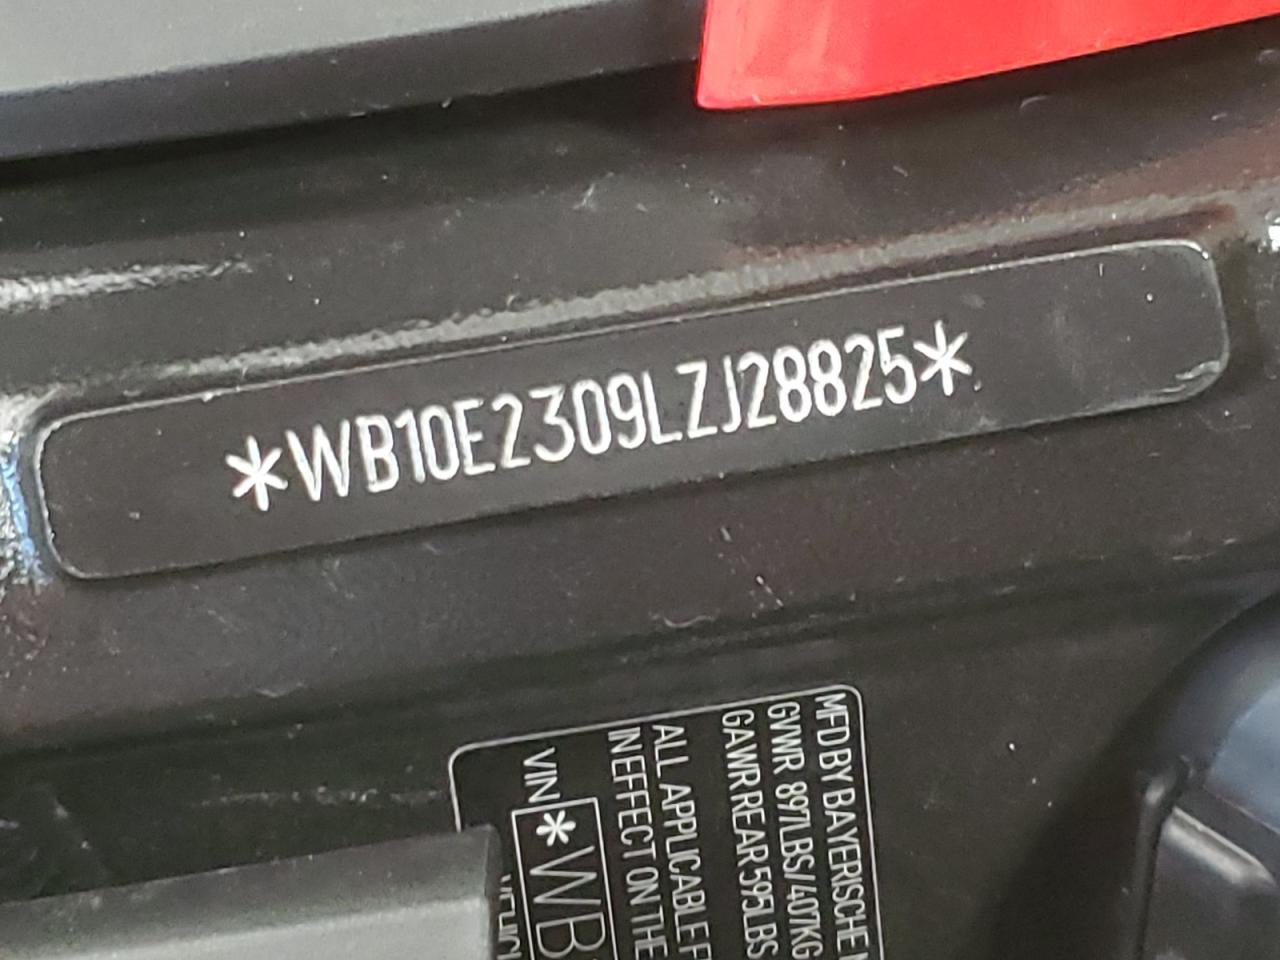 *WB10E2309LZJ28825*
MFD BY BAYERISCHE
GVWR 897LBS/407KG
GAWR REAR 595LBS
ALL APPLICABLE
IN EFFECT ON THE
VIN *WB